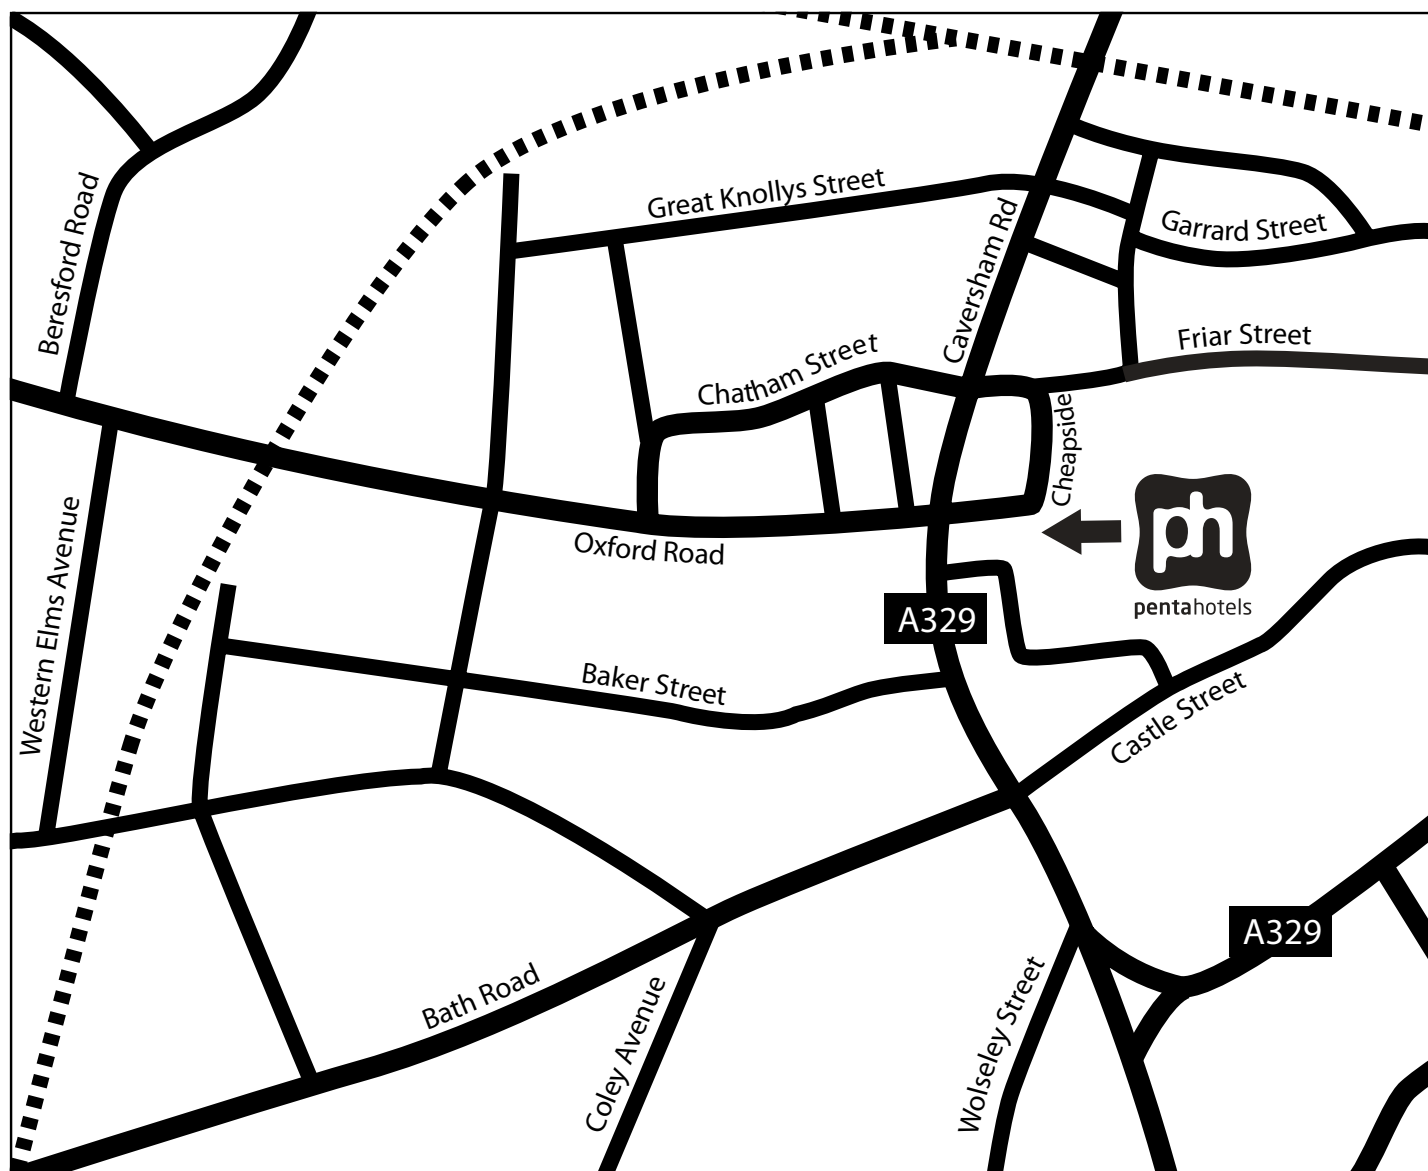 Beresford Road
Great Knollys Street
Caversham Rd
Garrard Street
Friar Street
Chatham Street
Cheapside
Western Elms Avenue
Oxford Road
ph
pentahotels
A329
Baker Street
Castle Street
A329
Bath Road
Coley Avenue
Wolseley Street